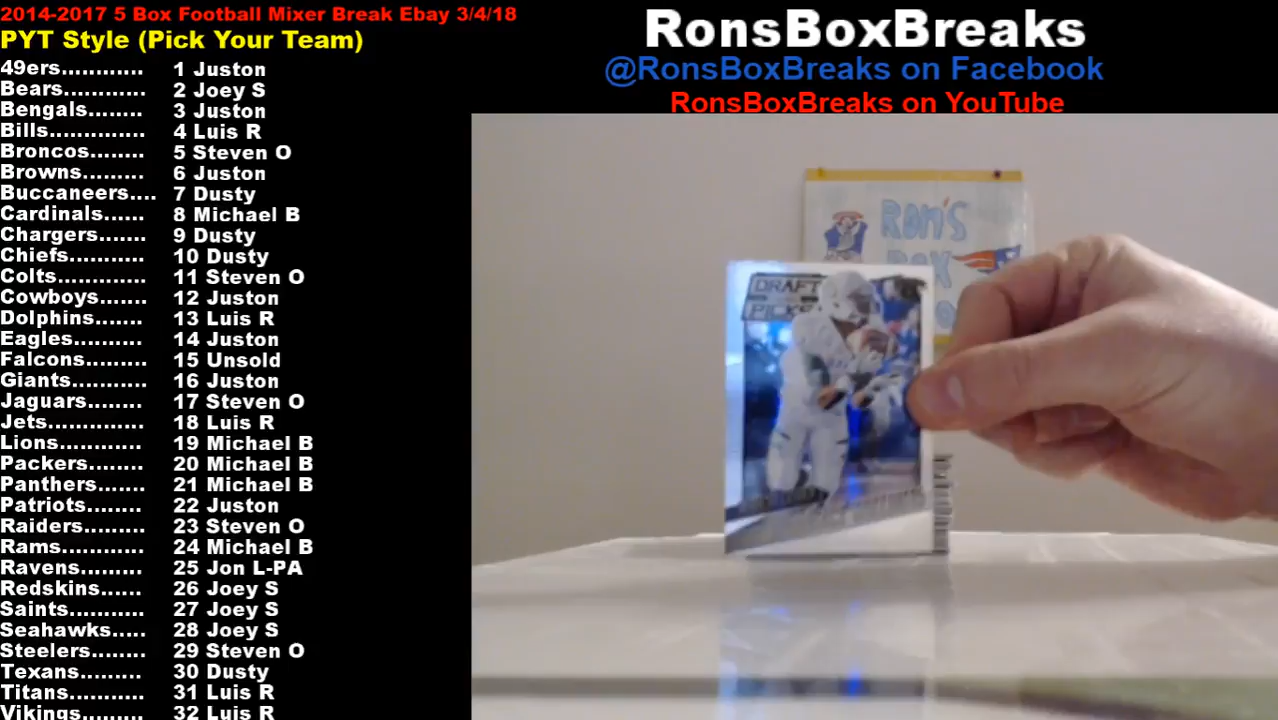 2014-2017 5 Box Football Mixer Break Ebay 3/4/18
PYT Style (Pick Your Team)
49ers............ 1 Juston
Bears............ 2 Joey S
Bengals........ 3 Juston
Bills.............. 4 Luis R
Broncos........ 5 Steven O
Browns......... 6 Juston
Buccaneers.... 7 Dusty
Cardinals...... 8 Michael B
Chargers....... 9 Dusty
Chiefs........... 10 Dusty
Colts............. 11 Steven O
Cowboys....... 12 Juston
Dolphins........ 13 Luis R
Eagles........... 14 Juston
Falcons......... 15 Unsold
Giants........... 16 Juston
Jaguars........ 17 Steven O
Jets.............. 18 Luis R
Lions............ 19 Michael B
Packers........ 20 Michael B
Panthers....... 21 Michael B
Patriots........ 22 Juston
Raiders......... 23 Steven O
Rams............ 24 Michael B
Ravens......... 25 Jon L-PA
Redskins...... 26 Joey S
Saints........... 27 Joey S
Seahawks..... 28 Joey S
Steelers........ 29 Steven O
Texans......... 30 Dusty
Titans........... 31 Luis R
Vikings......... 32 Luis R
RonsBoxBreaks
@RonsBoxBreaks on Facebook
RonsBoxBreaks on YouTube
RON'S
BOX
DRAFT
PICKS